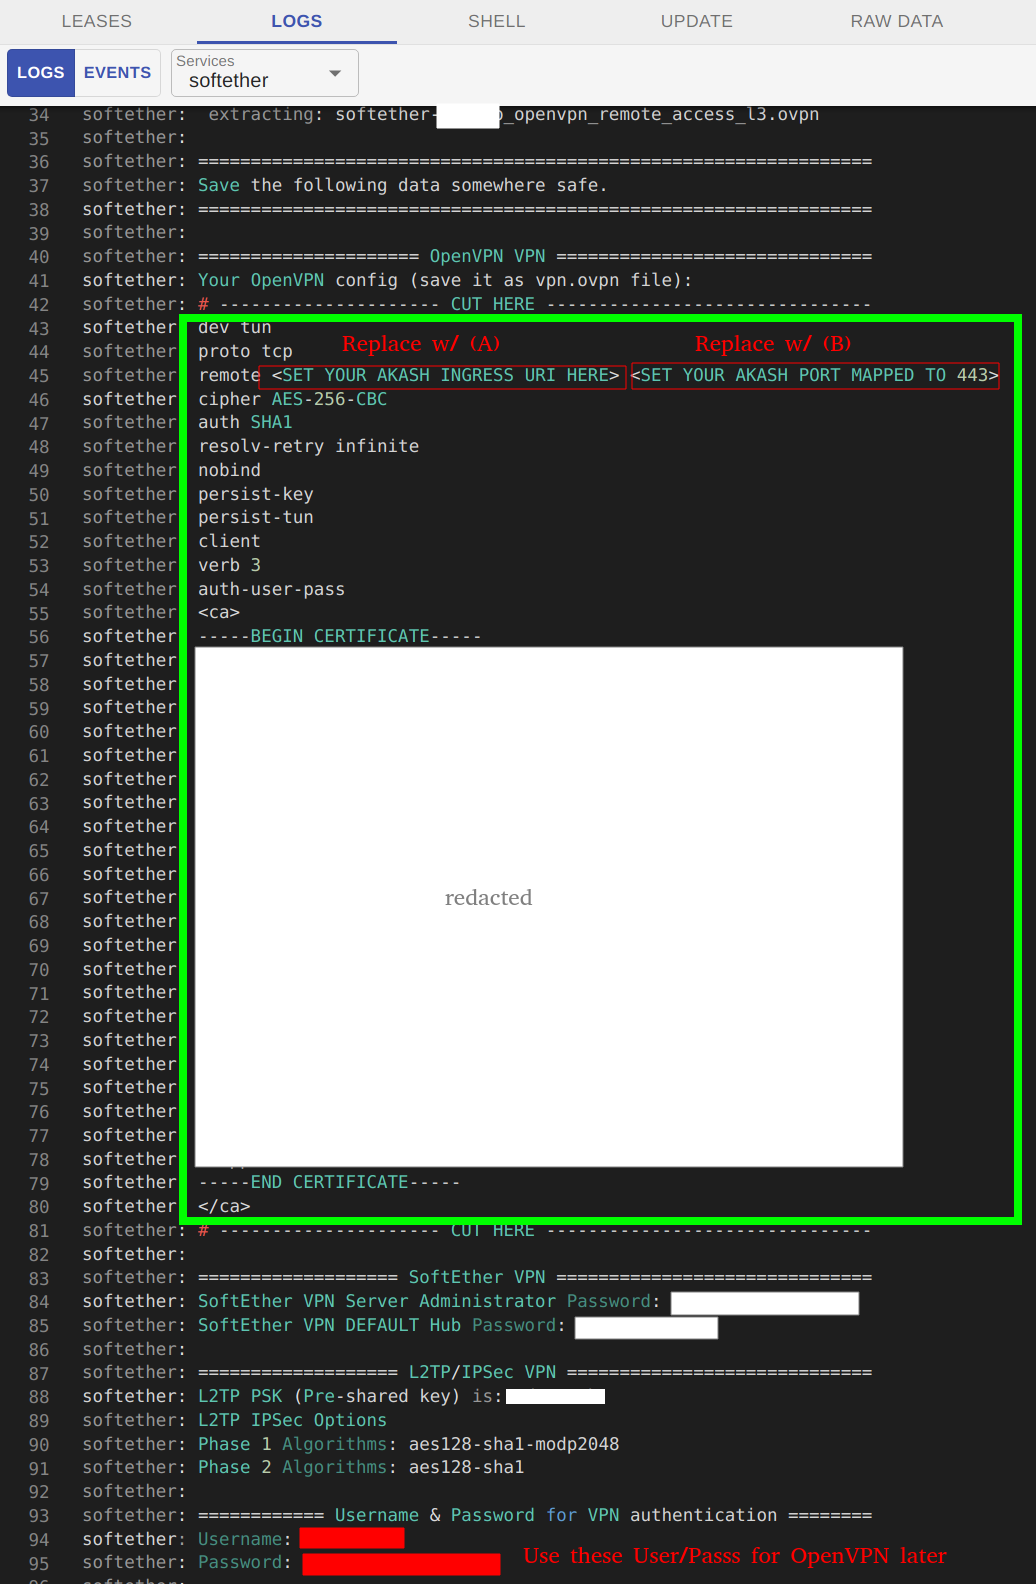 LEASES LOGS SHELL UPDATE RAW DATA
LOGS EVENTS Services softether
34 softether: extracting: softether- o_openvpn_remote_access_l3.ovpn
35 softether:
36 softether: ================================================================
37 softether: Save the following data somewhere safe.
38 softether: ================================================================
39 softether:
40 softether: ===================== OpenVPN VPN ==============================
41 softether: Your OpenVPN config (save it as vpn.ovpn file):
42 softether: # --------------------- CUT HERE -------------------------------
43 softether dev tun
Replace w/ (A) Replace w/ (B)
44 softether proto tcp
45 softether remote <SET YOUR AKASH INGRESS URI HERE> <SET YOUR AKASH PORT MAPPED TO 443>
46 softether cipher AES-256-CBC
47 softether auth SHA1
48 softether resolv-retry infinite
49 softether nobind
50 softether persist-key
51 softether persist-tun
52 softether client
53 softether verb 3
54 softether auth-user-pass
55 softether <ca>
56 softether -----BEGIN CERTIFICATE-----
57 softether
58 softether
59 softether
60 softether
61 softether
62 softether
63 softether
64 softether
65 softether
66 softether
67 softether redacted
68 softether
69 softether
70 softether
71 softether
72 softether
73 softether
74 softether
75 softether
76 softether
77 softether
78 softether
79 softether -----END CERTIFICATE-----
80 softether </ca>
81 softether: # --------------------- CUT HERE -------------------------------
82 softether:
83 softether: =================== SoftEther VPN ==============================
84 softether: SoftEther VPN Server Administrator Password:
85 softether: SoftEther VPN DEFAULT Hub Password:
86 softether:
87 softether: =================== L2TP/IPSec VPN =============================
88 softether: L2TP PSK (Pre-shared key) is:
89 softether: L2TP IPSec Options
90 softether: Phase 1 Algorithms: aes128-sha1-modp2048
91 softether: Phase 2 Algorithms: aes128-sha1
92 softether:
93 softether: ============ Username & Password for VPN authentication ========
94 softether: Username:
95 softether: Password: Use these User/Passs for OpenVPN later